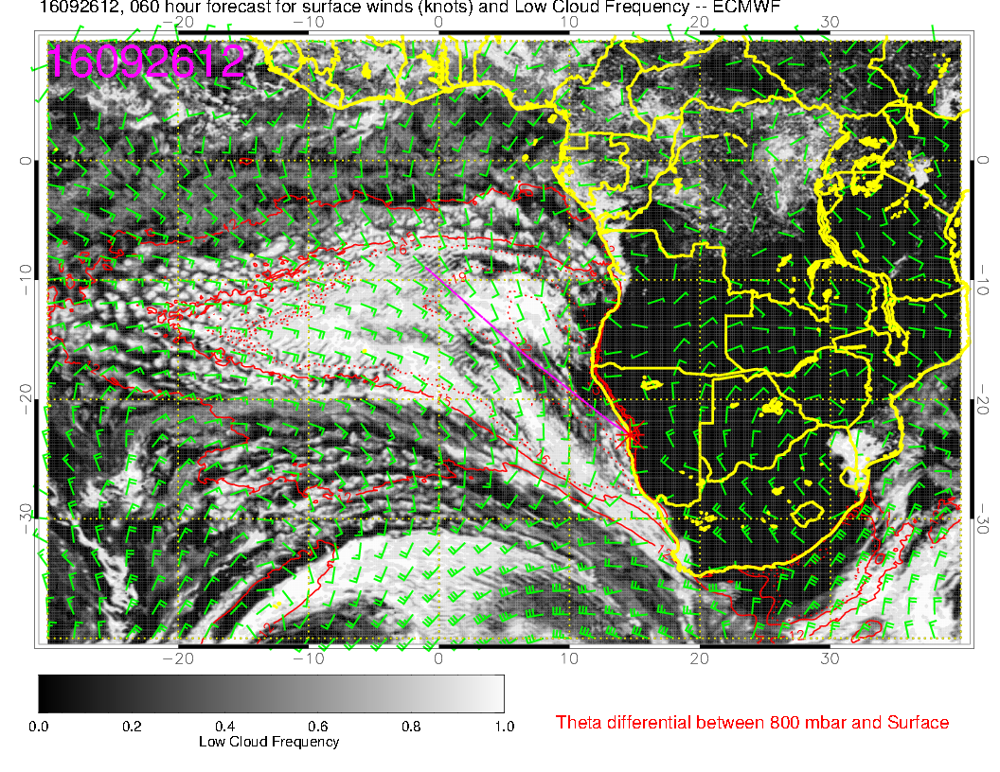 16092612, 060 hour forecast for surface winds (knots) and Low Cloud Frequency -- ECMWF
−20 −10 0 10 20 30
16092612
0 0
−10 −10
−20 −20
−30 −30
−20 −10 0 10 20 30
0.0 0.2 0.4 0.6 0.8 1.0
Low Cloud Frequency
Theta differential between 800 mbar and Surface